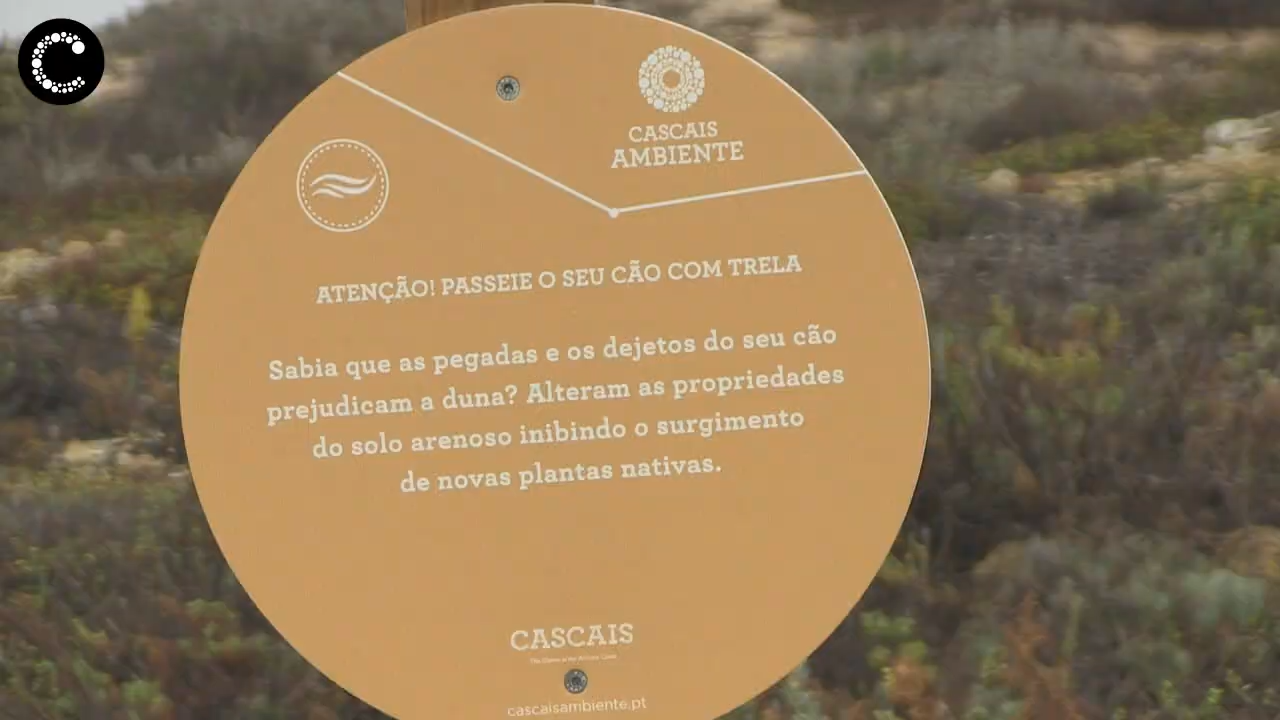 CASCAIS
AMBIENTE
ATENÇÃO! PASSEIE O SEU CÃO COM TRELA
Sabia que as pegadas e os dejetos do seu cão
prejudicam a duna? Alteram as propriedades
do solo arenoso inibindo o surgimento
de novas plantas nativas.
CASCAIS
cascaisambiente.pt